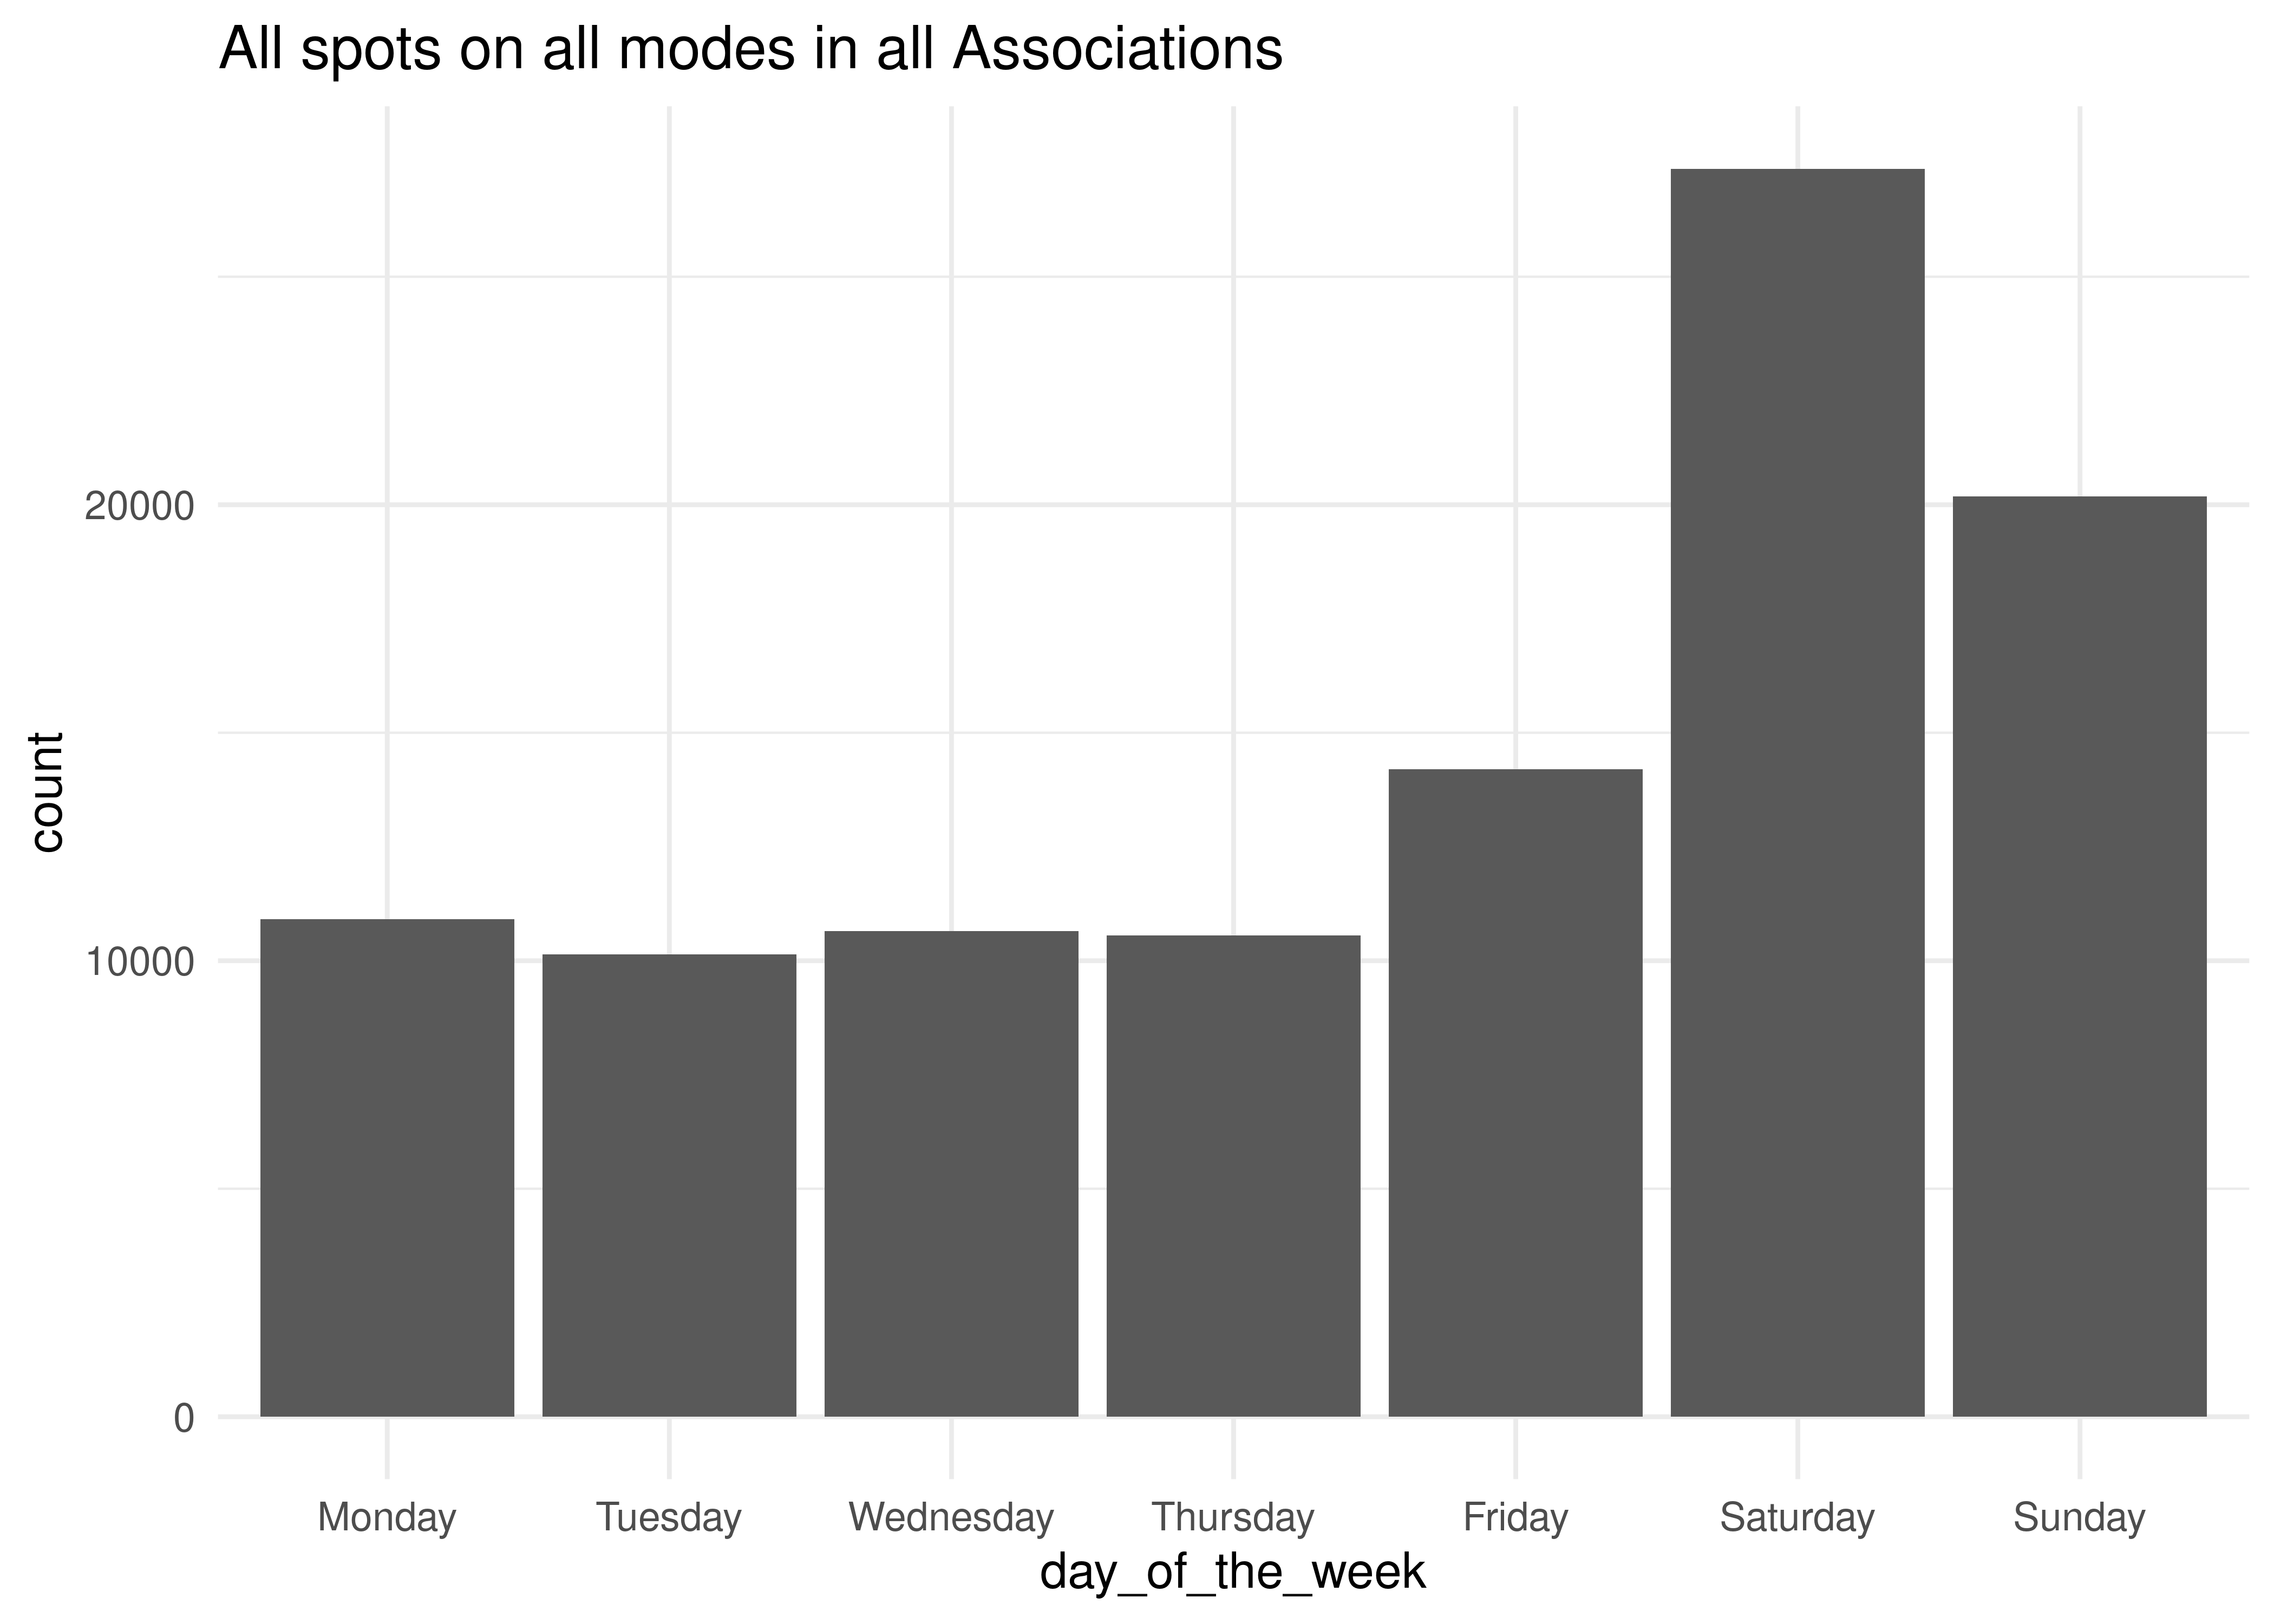 All spots on all modes in all Associations
count
20000
10000
0
Monday Tuesday Wednesday Thursday Friday Saturday Sunday
day_of_the_week